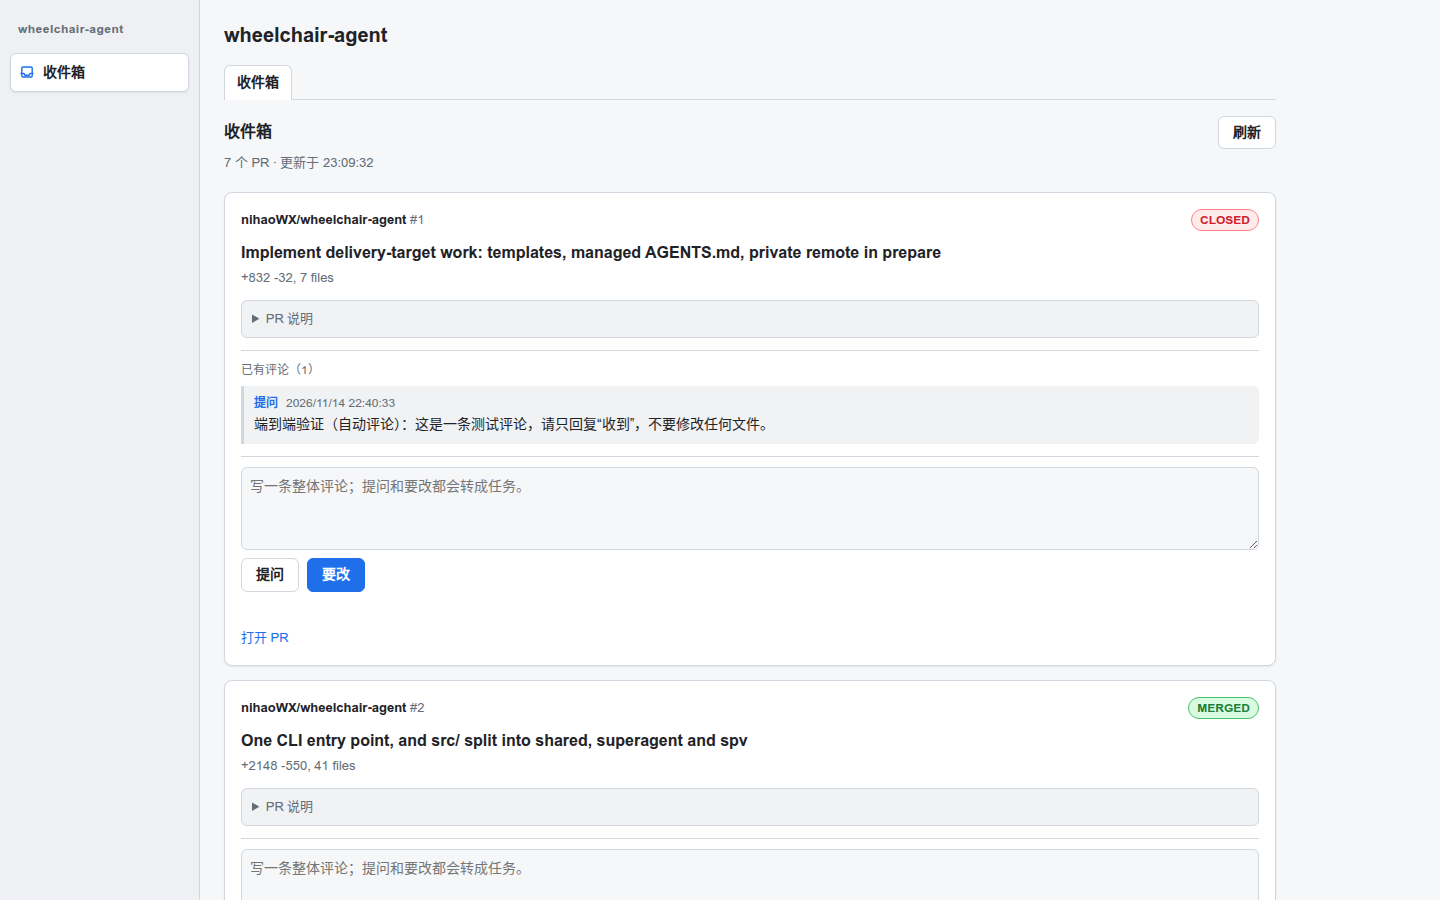 wheelchair-agent
收件箱
wheelchair-agent
收件箱
收件箱
刷新
7 个 PR · 更新于 23:09:32
nihaoWX/wheelchair-agent #1
CLOSED
Implement delivery-target work: templates, managed AGENTS.md, private remote in prepare
+832 -32, 7 files
PR 说明
已有评论（1）
提问 2026/11/14 22:40:33
端到端验证（自动评论）：这是一条测试评论，请只回复“收到”，不要修改任何文件。
写一条整体评论；提问和要改都会转成任务。
提问
要改
打开 PR
nihaoWX/wheelchair-agent #2
MERGED
One CLI entry point, and src/ split into shared, superagent and spv
+2148 -550, 41 files
PR 说明
写一条整体评论；提问和要改都会转成任务。